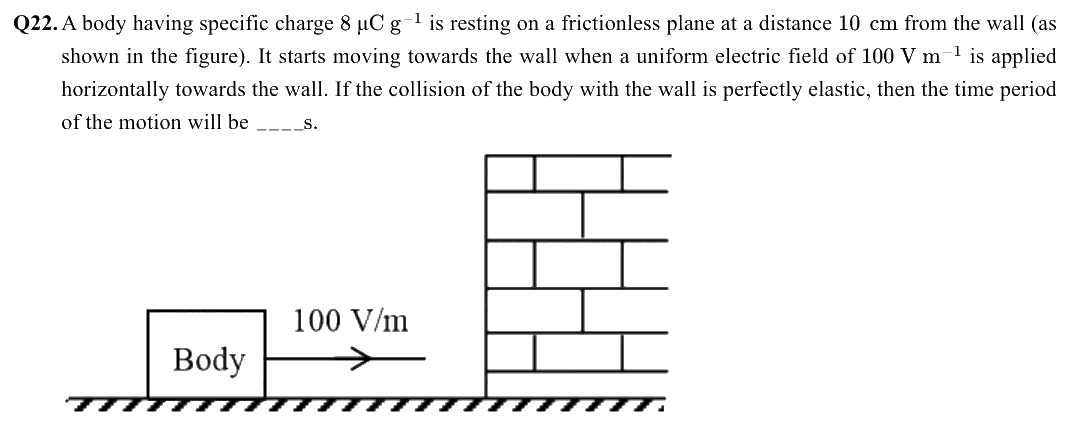 Q22. A body having specific charge 8 μC g⁻¹ is resting on a frictionless plane at a distance 10 cm from the wall (as
shown in the figure). It starts moving towards the wall when a uniform electric field of 100 V m⁻¹ is applied
horizontally towards the wall. If the collision of the body with the wall is perfectly elastic, then the time period
of the motion will be ____s.
100 V/m
Body